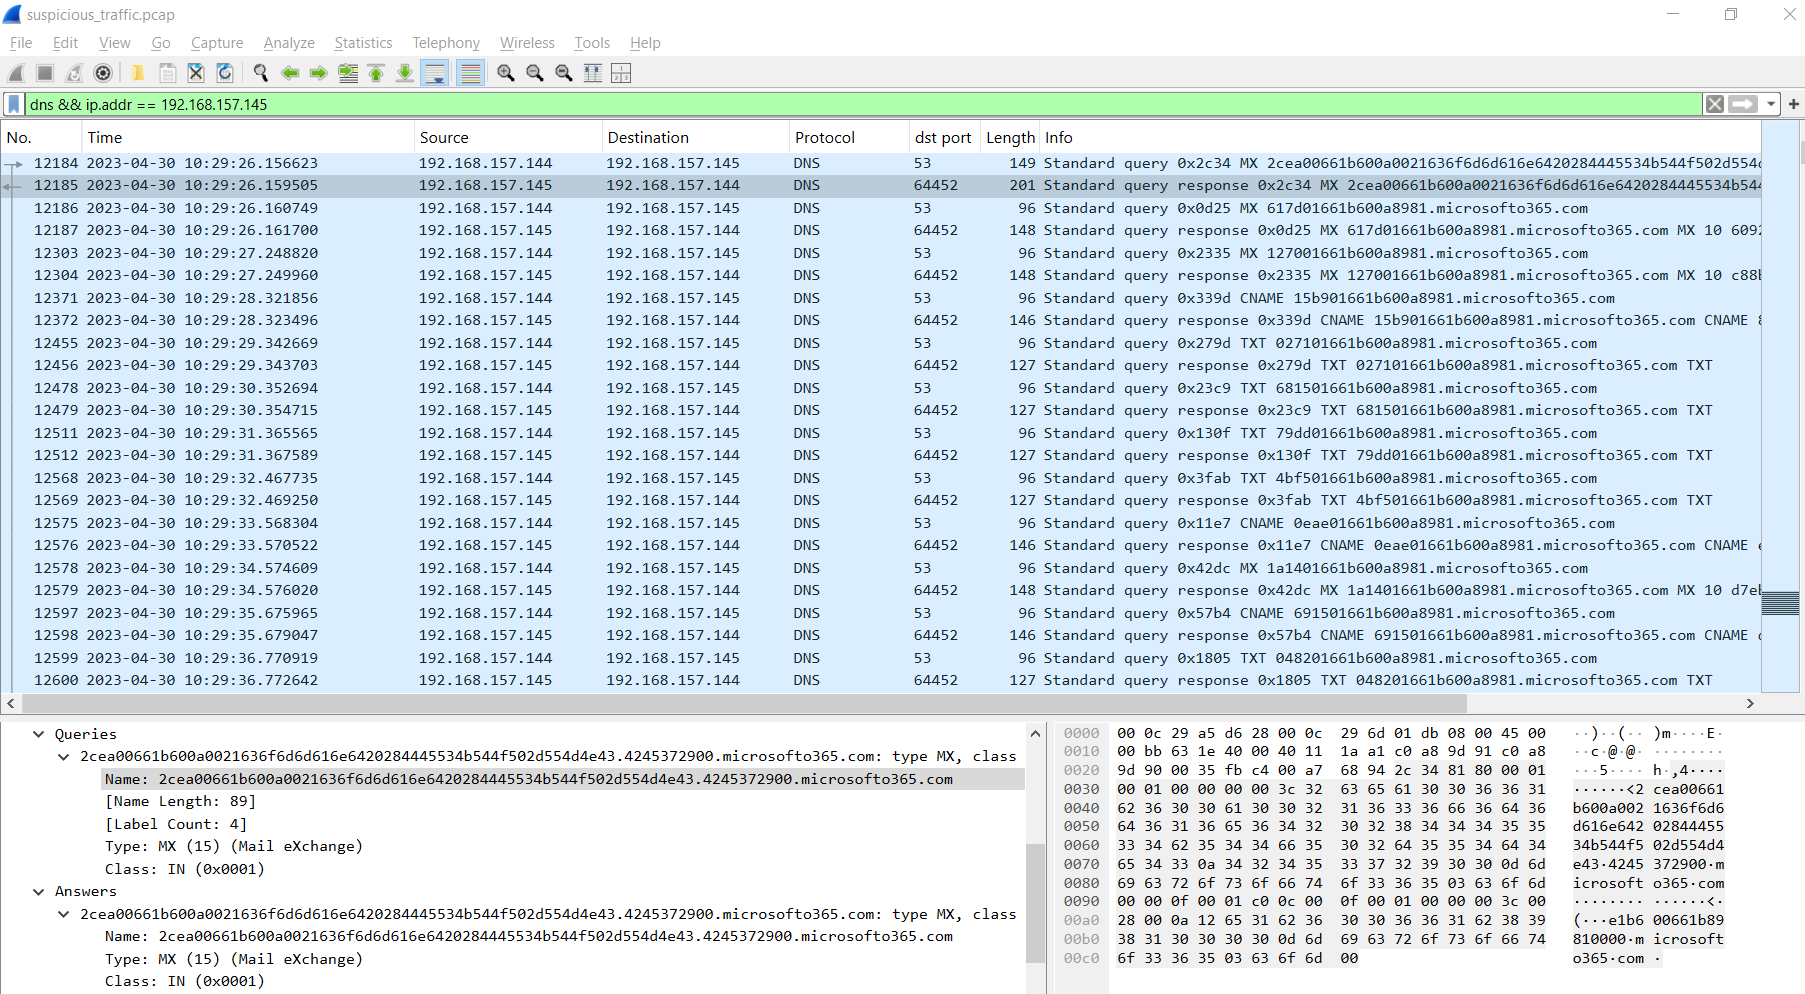 suspicious_traffic.pcap
File Edit View Go Capture Analyze Statistics Telephony Wireless Tools Help
dns && ip.addr == 192.168.157.145
No. Time Source Destination Protocol dst port Length Info
12184 2023-04-30 10:29:26.156623 192.168.157.144 192.168.157.145 DNS 53 149 Standard query 0x2c34 MX 2cea00661b600a0021636f6d6d616e6420284445534b544f502d554
12185 2023-04-30 10:29:26.159505 192.168.157.145 192.168.157.144 DNS 64452 201 Standard query response 0x2c34 MX 2cea00661b600a0021636f6d6d616e6420284445534b544
12186 2023-04-30 10:29:26.160749 192.168.157.144 192.168.157.145 DNS 53 96 Standard query 0x0d25 MX 617d01661b600a8981.microsofto365.com
12187 2023-04-30 10:29:26.161700 192.168.157.145 192.168.157.144 DNS 64452 148 Standard query response 0x0d25 MX 617d01661b600a8981.microsofto365.com MX 10 6092
12303 2023-04-30 10:29:27.248820 192.168.157.144 192.168.157.145 DNS 53 96 Standard query 0x2335 MX 127001661b600a8981.microsofto365.com
12304 2023-04-30 10:29:27.249960 192.168.157.145 192.168.157.144 DNS 64452 148 Standard query response 0x2335 MX 127001661b600a8981.microsofto365.com MX 10 c88b
12371 2023-04-30 10:29:28.321856 192.168.157.144 192.168.157.145 DNS 53 96 Standard query 0x339d CNAME 15b901661b600a8981.microsofto365.com
12372 2023-04-30 10:29:28.323496 192.168.157.145 192.168.157.144 DNS 64452 146 Standard query response 0x339d CNAME 15b901661b600a8981.microsofto365.com CNAME
12455 2023-04-30 10:29:29.342669 192.168.157.144 192.168.157.145 DNS 53 96 Standard query 0x279d TXT 027101661b600a8981.microsofto365.com
12456 2023-04-30 10:29:29.343703 192.168.157.145 192.168.157.144 DNS 64452 127 Standard query response 0x279d TXT 027101661b600a8981.microsofto365.com TXT
12478 2023-04-30 10:29:30.352694 192.168.157.144 192.168.157.145 DNS 53 96 Standard query 0x23c9 TXT 681501661b600a8981.microsofto365.com
12479 2023-04-30 10:29:30.354715 192.168.157.145 192.168.157.144 DNS 64452 127 Standard query response 0x23c9 TXT 681501661b600a8981.microsofto365.com TXT
12511 2023-04-30 10:29:31.365565 192.168.157.144 192.168.157.145 DNS 53 96 Standard query 0x130f TXT 79dd01661b600a8981.microsofto365.com
12512 2023-04-30 10:29:31.367589 192.168.157.145 192.168.157.144 DNS 64452 127 Standard query response 0x130f TXT 79dd01661b600a8981.microsofto365.com TXT
12568 2023-04-30 10:29:32.467735 192.168.157.144 192.168.157.145 DNS 53 96 Standard query 0x3fab TXT 4bf501661b600a8981.microsofto365.com
12569 2023-04-30 10:29:32.469250 192.168.157.145 192.168.157.144 DNS 64452 127 Standard query response 0x3fab TXT 4bf501661b600a8981.microsofto365.com TXT
12575 2023-04-30 10:29:33.568304 192.168.157.144 192.168.157.145 DNS 53 96 Standard query 0x11e7 CNAME 0eae01661b600a8981.microsofto365.com
12576 2023-04-30 10:29:33.570522 192.168.157.145 192.168.157.144 DNS 64452 146 Standard query response 0x11e7 CNAME 0eae01661b600a8981.microsofto365.com CNAME
12578 2023-04-30 10:29:34.574609 192.168.157.144 192.168.157.145 DNS 53 96 Standard query 0x42dc MX 1a1401661b600a8981.microsofto365.com
12579 2023-04-30 10:29:34.576020 192.168.157.145 192.168.157.144 DNS 64452 148 Standard query response 0x42dc MX 1a1401661b600a8981.microsofto365.com MX 10 d7eb
12597 2023-04-30 10:29:35.675965 192.168.157.144 192.168.157.145 DNS 53 96 Standard query 0x57b4 CNAME 691501661b600a8981.microsofto365.com
12598 2023-04-30 10:29:35.679047 192.168.157.145 192.168.157.144 DNS 64452 146 Standard query response 0x57b4 CNAME 691501661b600a8981.microsofto365.com CNAME
12599 2023-04-30 10:29:36.770919 192.168.157.144 192.168.157.145 DNS 53 96 Standard query 0x1805 TXT 048201661b600a8981.microsofto365.com
12600 2023-04-30 10:29:36.772642 192.168.157.145 192.168.157.144 DNS 64452 127 Standard query response 0x1805 TXT 048201661b600a8981.microsofto365.com TXT
Queries
2cea00661b600a0021636f6d6d616e6420284445534b544f502d554d4e43.4245372900.microsofto365.com: type MX, class
Name: 2cea00661b600a0021636f6d6d616e6420284445534b544f502d554d4e43.4245372900.microsofto365.com
[Name Length: 89]
[Label Count: 4]
Type: MX (15) (Mail eXchange)
Class: IN (0x0001)
Answers
2cea00661b600a0021636f6d6d616e6420284445534b544f502d554d4e43.4245372900.microsofto365.com: type MX, class
Name: 2cea00661b600a0021636f6d6d616e6420284445534b544f502d554d4e43.4245372900.microsofto365.com
Type: MX (15) (Mail eXchange)
Class: IN (0x0001)
0000 00 0c 29 a5 d6 28 00 0c 29 6d 01 db 08 00 45 00 ··)··(·· )m····E·
0010 00 bb 63 1e 40 00 40 11 1a a1 c0 a8 9d 91 c0 a8 ··c·@·@· ········
0020 9d 90 00 35 fb c4 00 a7 68 94 2c 34 81 80 00 01 ···5···· h·,4····
0030 00 01 00 00 00 00 3c 32 63 65 61 30 30 36 36 31 ······<2 cea00661
0040 62 36 30 30 61 30 30 32 31 36 33 36 66 36 64 36 b600a002 1636f6d6
0050 64 36 31 36 65 36 34 32 30 32 38 34 34 34 35 35 d616e642 02844455
0060 33 34 62 35 34 34 66 35 30 32 64 35 35 34 64 34 34b544f5 02d554d4
0070 65 34 33 0a 34 32 34 35 33 37 32 39 30 30 0d 6d e43·4245 372900·m
0080 69 63 72 6f 73 6f 66 74 6f 33 36 35 03 63 6f 6d icrosoft o365·com
0090 00 00 0f 00 01 c0 0c 00 0f 00 01 00 00 00 3c 00 ········ ······<·
00a0 28 00 0a 12 65 31 62 36 30 30 36 36 31 62 38 39 (···e1b6 00661b89
00b0 38 31 30 30 30 30 0d 6d 69 63 72 6f 73 6f 66 74 810000·m icrosoft
00c0 6f 33 36 35 03 63 6f 6d 00 o365·com ·